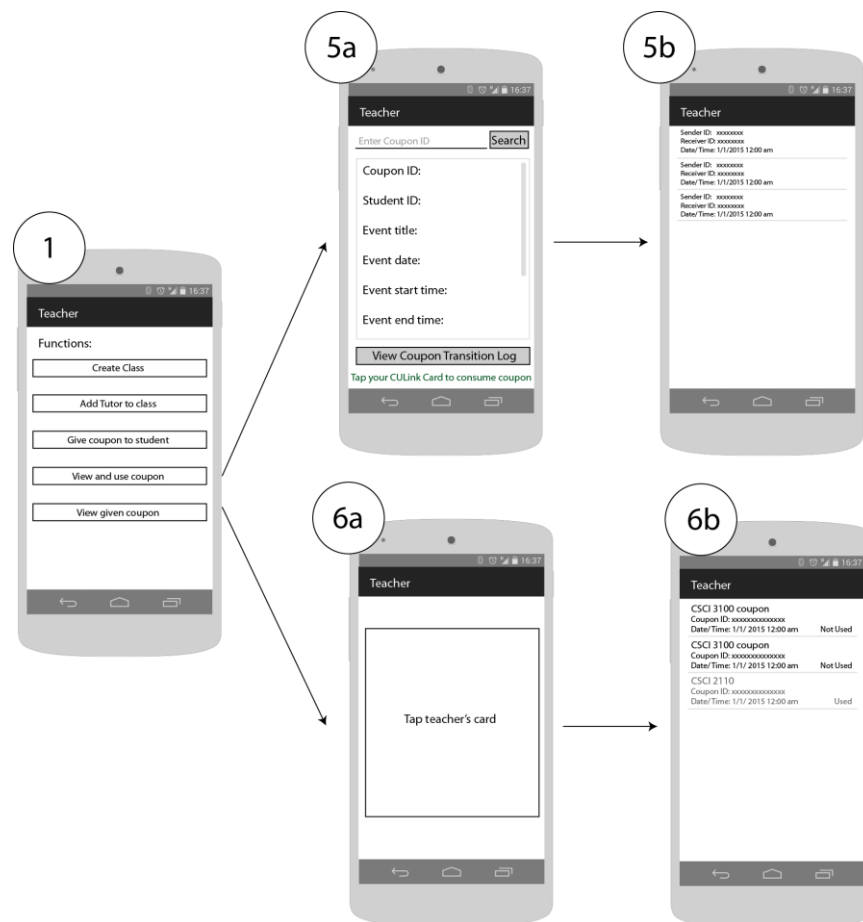 1
16:37
Teacher
Functions:
Create Class
Add Tutor to class
Give coupon to student
View and use coupon
View given coupon
5a
16:37
Teacher
Enter Coupon ID Search
Coupon ID:
Student ID:
Event title:
Event date:
Event start time:
Event end time:
View Coupon Transition Log
Tap your CULink Card to consume coupon
5b
16:37
Teacher
Sender ID: xxxxxxxx
Receiver ID: xxxxxxxx
Date/ Time: 1/1/2015 12:00 am
Sender ID: xxxxxxxx
Receiver ID: xxxxxxxx
Date/ Time: 1/1/2015 12:00 am
Sender ID: xxxxxxxx
Receiver ID: xxxxxxxx
Date/ Time: 1/1/2015 12:00 am
6a
16:37
Teacher
Tap teacher's card
6b
16:37
Teacher
CSCI 3100 coupon
Coupon ID: xxxxxxxxxxxxxx
Date/ Time: 1/1/ 2015 12:00 am Not Used
CSCI 3100 coupon
Coupon ID: xxxxxxxxxxxxxx
Date/ Time: 1/1/ 2015 12:00 am Not Used
CSCI 2110
Coupon ID: xxxxxxxxxxxxxx
Date/ Time: 1/1/ 2015 12:00 am Used